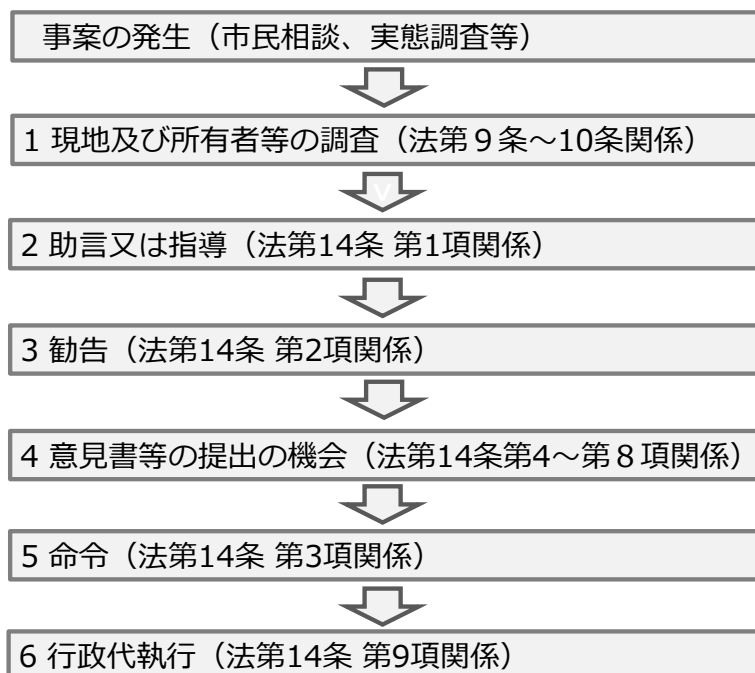 事案の発生（市民相談、実態調査等）
1 現地及び所有者等の調査（法第９条～10条関係）
V
2 助言又は指導（法第14条 第1項関係）
3 勧告（法第14条 第2項関係）
4 意見書等の提出の機会（法第14条第4～第８項関係）
5 命令（法第14条 第3項関係）
6 行政代執行（法第14条 第9項関係）